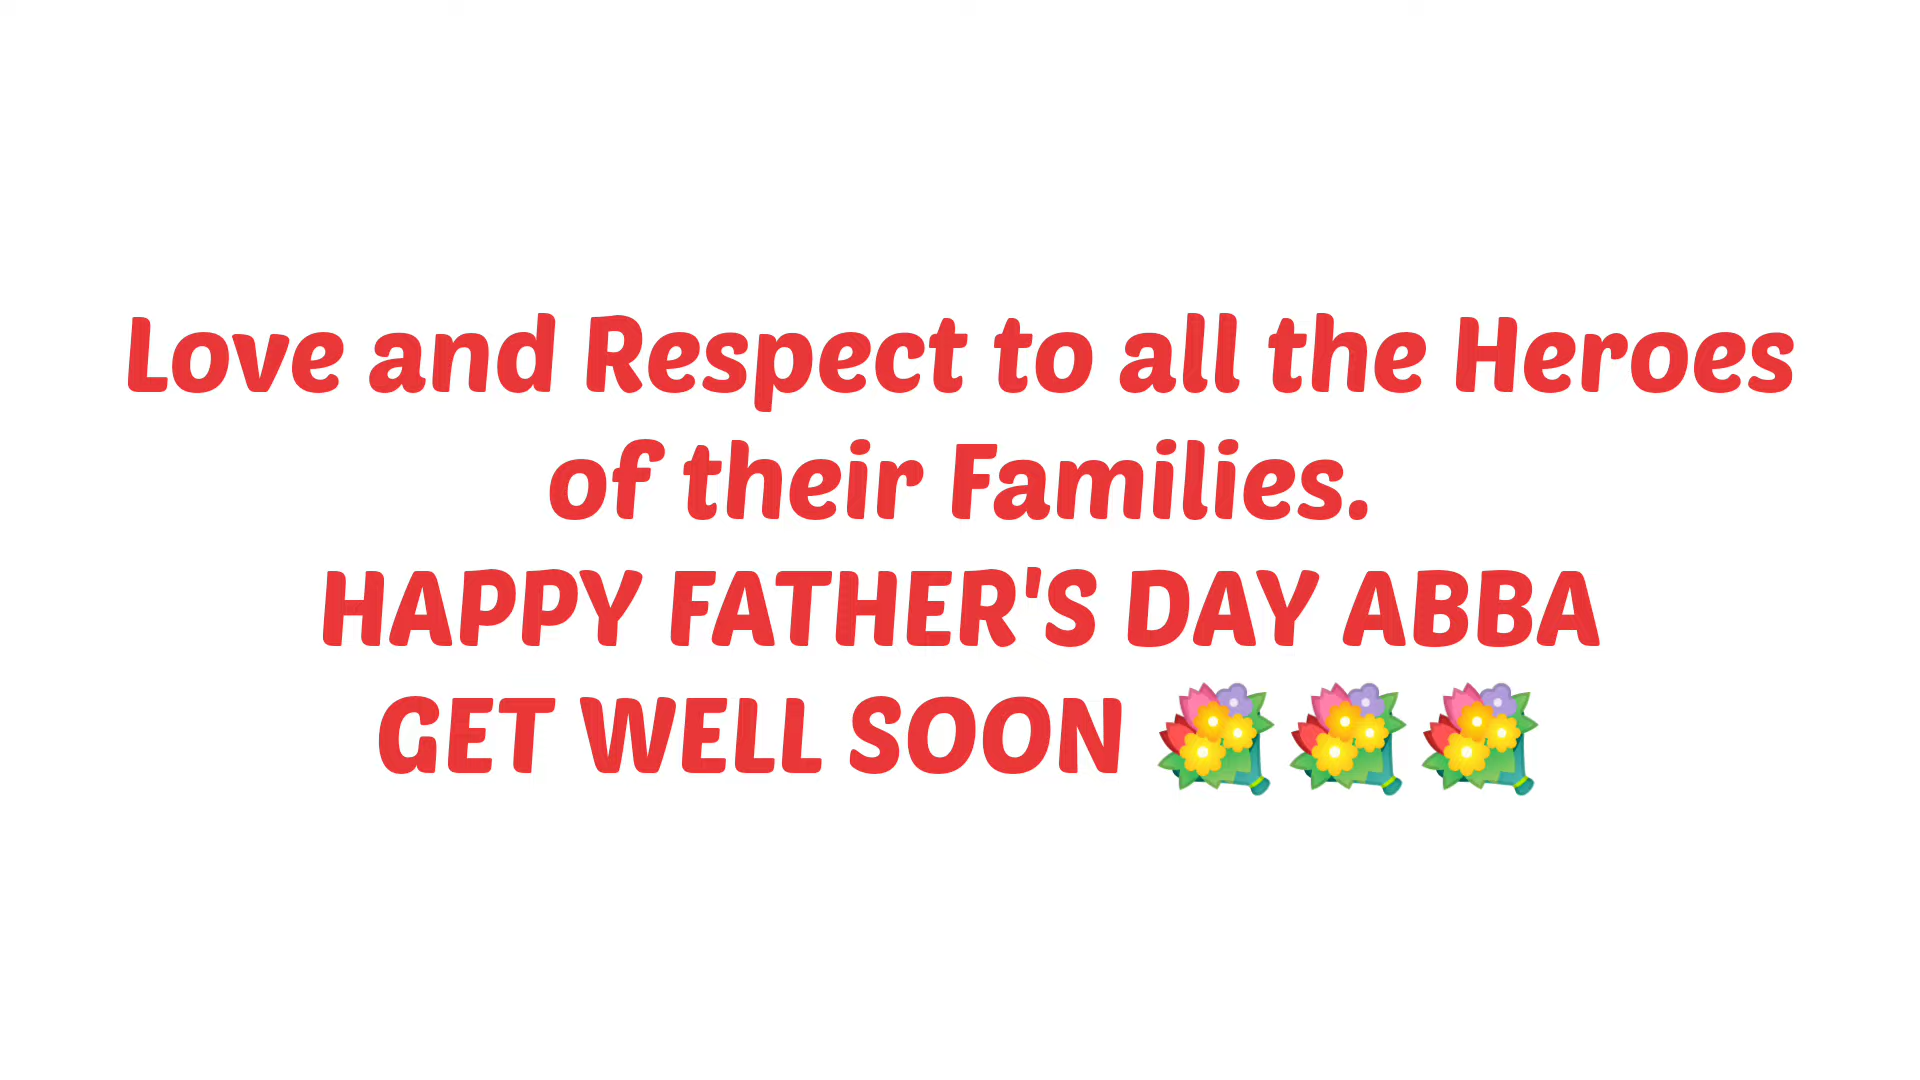 Love and Respect to all the Heroes
of their Families.
HAPPY FATHER'S DAY ABBA
GET WELL SOON 💐💐💐